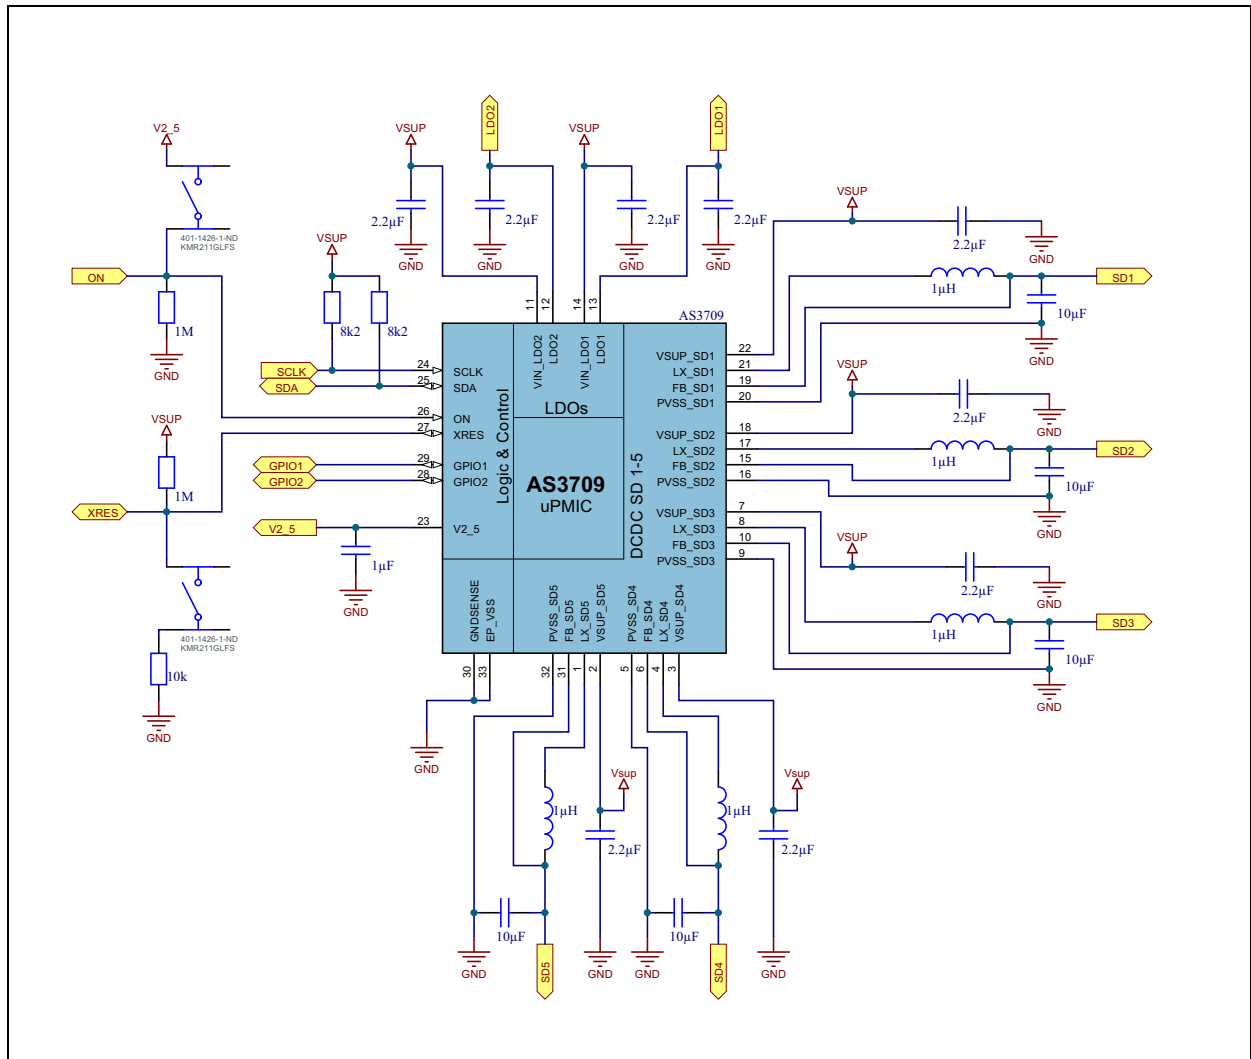 LDO2
LDO1
V2_5
VSUP
VSUP
2.2µF
2.2µF
2.2µF
2.2µF
GND
GND
GND
GND
401-1426-1-ND
KMR211GLFS
ON
1M
GND
VSUP
8k2
8k2
SCLK
SDA
VSUP
2.2µF
GND
1µH
SD1
10µF
GND
11
12
14
13
AS3709
VIN_LDO2
LDO2
VIN_LDO1
LDO1
LDOs
Logic & Control
AS3709
uPMIC
DCDC SD 1-5
24
SCLK
25
SDA
26
ON
27
XRES
29
GPIO1
28
GPIO2
23
V2_5
22
VSUP_SD1
21
LX_SD1
19
FB_SD1
20
PVSS_SD1
18
VSUP_SD2
17
LX_SD2
15
FB_SD2
16
PVSS_SD2
7
VSUP_SD3
8
LX_SD3
10
FB_SD3
9
PVSS_SD3
VSUP
2.2µF
GND
1µH
SD2
10µF
GND
VSUP
2.2µF
GND
1µH
SD3
10µF
GND
VSUP
1M
XRES
GPIO1
GPIO2
V2_5
1µF
GND
401-1426-1-ND
KMR211GLFS
10k
GND
GNDSENSE
EP_VSS
PVSS_SD5
FB_SD5
LX_SD5
VSUP_SD5
PVSS_SD4
FB_SD4
LX_SD4
VSUP_SD4
30
33
32
31
1
2
5
6
4
3
GND
Vsup
Vsup
1µH
2.2µF
1µH
2.2µF
10µF
10µF
GND
SD5
GND
GND
SD4
GND